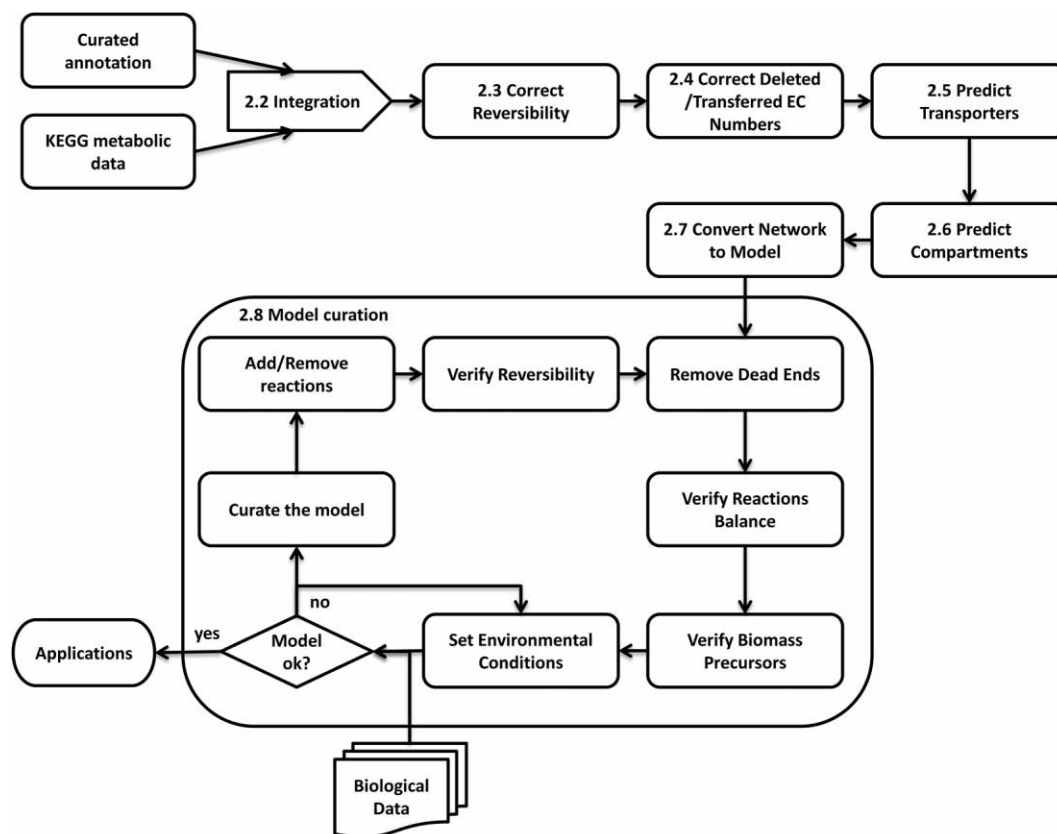 Curated
annotation
KEGG metabolic
data
2.2 Integration
2.3 Correct
Reversibility
2.4 Correct Deleted
/Transferred EC
Numbers
2.5 Predict
Transporters
2.6 Predict
Compartments
2.7 Convert Network
to Model
2.8 Model curation
Add/Remove
reactions
Verify Reversibility
Remove Dead Ends
Curate the model
Verify Reactions
Balance
no
yes
Applications
Model
ok?
Set Environmental
Conditions
Verify Biomass
Precursors
Biological
Data